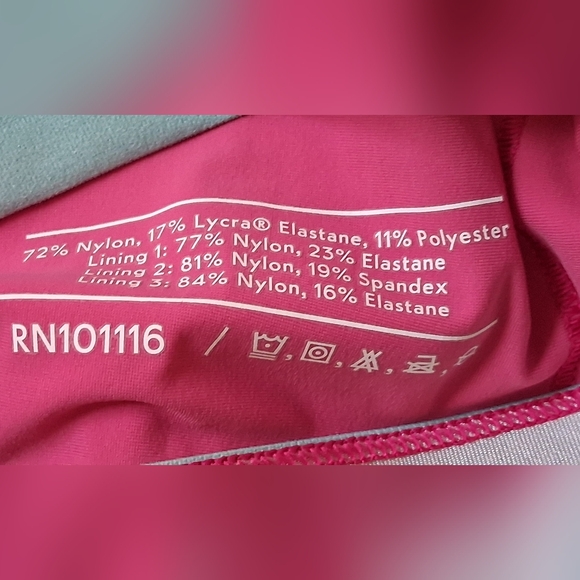 72% Nylon, 17% Lycra® Elastane, 11% Polyester
Lining 1: 77% Nylon, 23% Elastane
Lining 2: 81% Nylon, 19% Spandex
Lining 3: 84% Nylon, 16% Elastane
RN101116 /